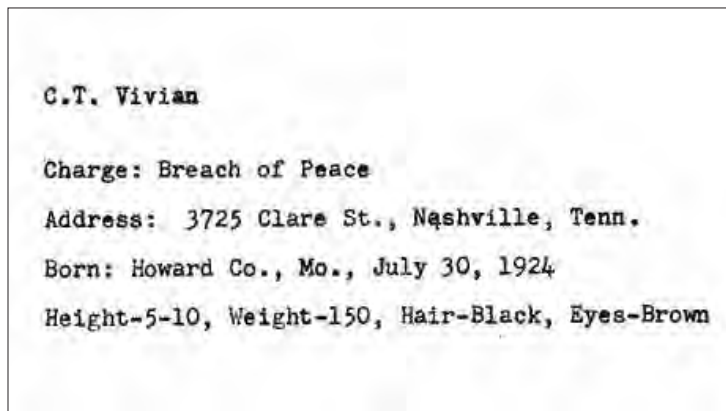 C.T. Vivian
Charge: Breach of Peace
Address: 3725 Clare St., Nashville, Tenn.
Born: Howard Co., Mo., July 30, 1924
Height-5-10, Weight-150, Hair-Black, Eyes-Brown